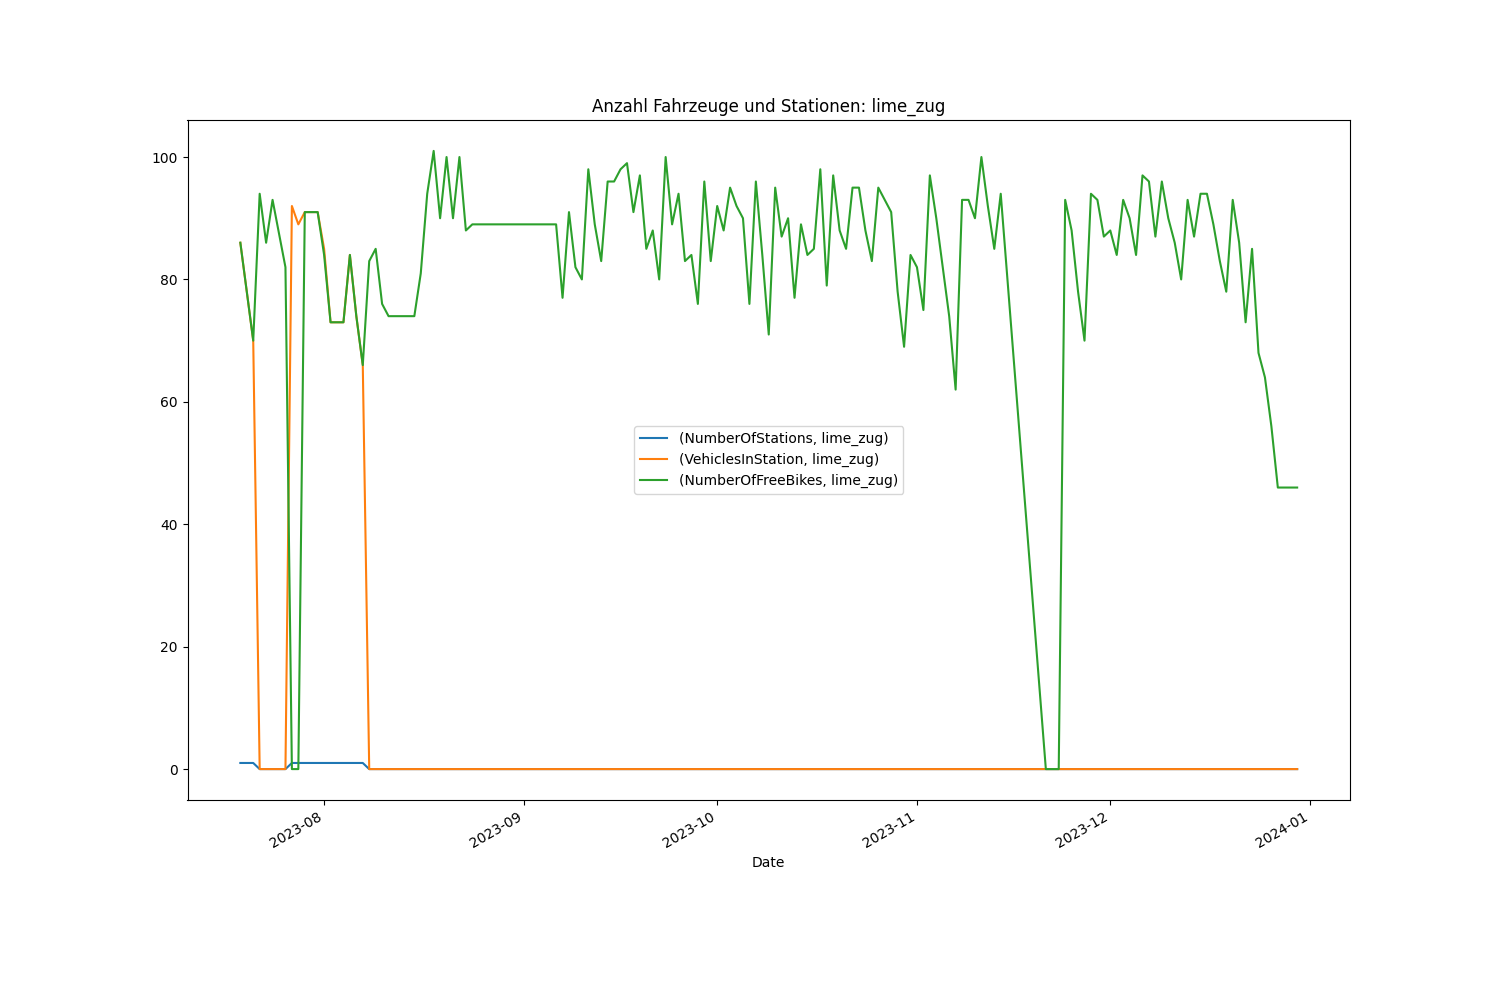 Anzahl Fahrzeuge und Stationen: lime_zug
100
80
60
40
20
0
(NumberOfStations, lime_zug)
(VehiclesInStation, lime_zug)
(NumberOfFreeBikes, lime_zug)
2023-08
2023-09
2023-10
2023-11
2023-12
2024-01
Date